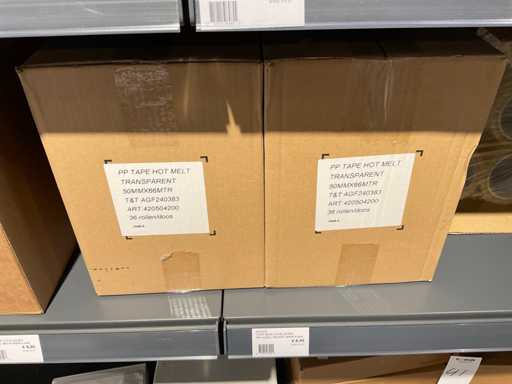 PP TAPE HOT MELT
TRANSPARENT
50MMX66MTR
T&T AGF240383
ART.420504200
36 rollen/doos
PP TAPE HOT MELT
TRANSPARENT
50MMX66MTR
T&T AGF240383
ART.420504200
36 rollen/doos